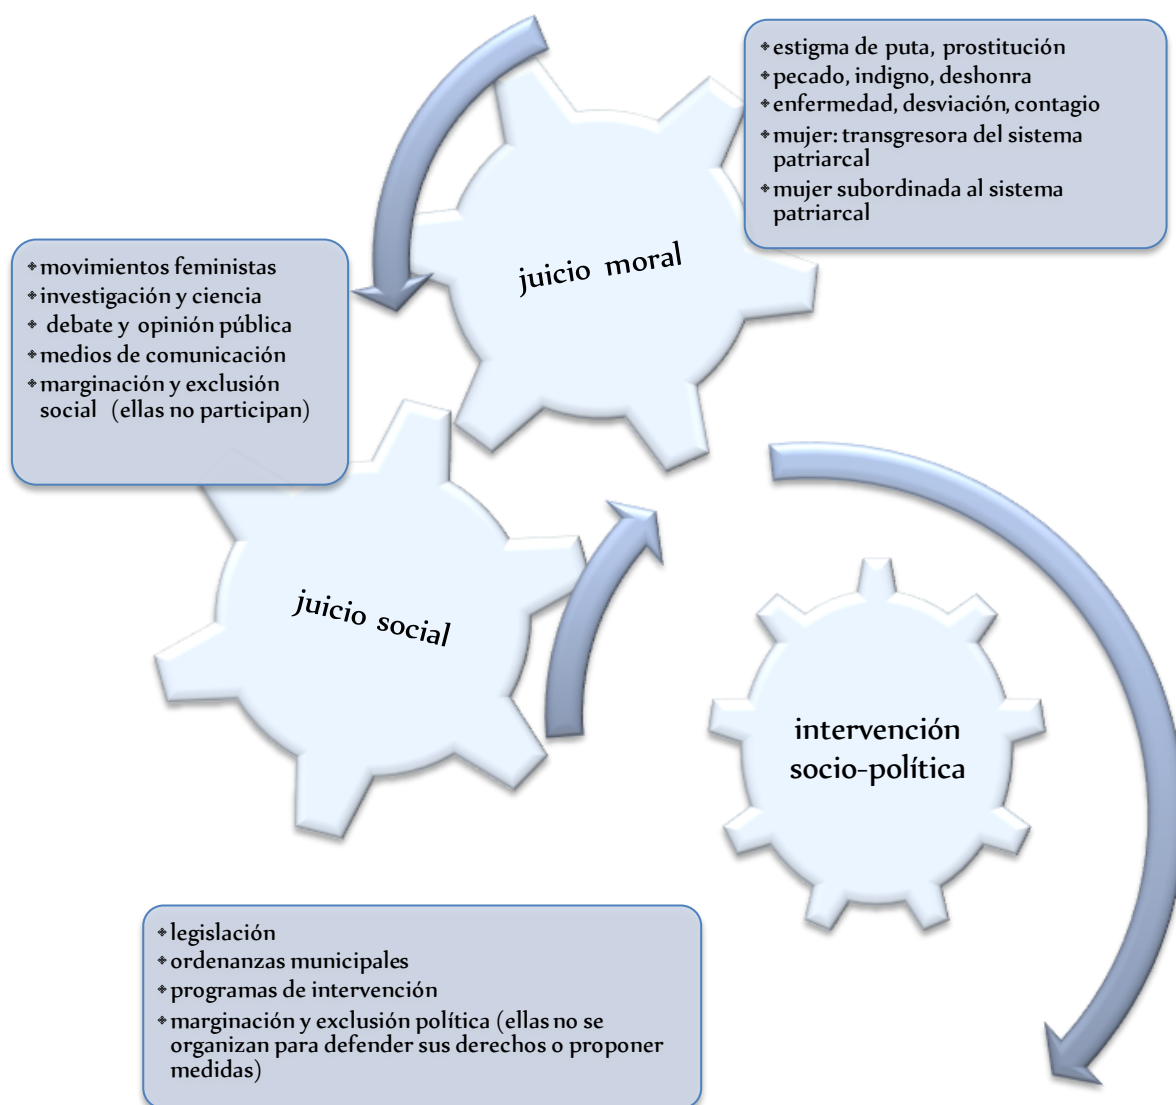 * estigma de puta, prostitución
* pecado, indigno, deshonra
* enfermedad, desviación, contagio
* mujer: transgresora del sistema
patriarcal
* mujer subordinada al sistema
patriarcal
juicio moral
* movimientos feministas
* investigación y ciencia
* debate y opinión pública
* medios de comunicación
* marginación y exclusión
social (ellas no participan)
juicio social
intervención
socio-política
* legislación
* ordenanzas municipales
* programas de intervención
* marginación y exclusión política (ellas no se
organizan para defender sus derechos o proponer
medidas)